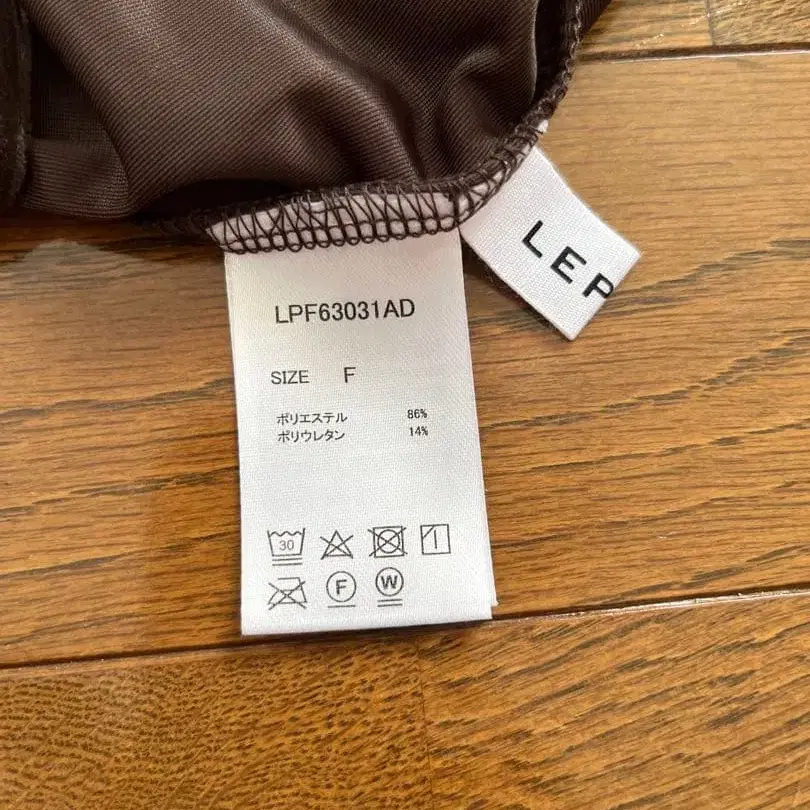 LEP
LPF63031AD
SIZE F
ポリエステル 86%
ポリウレタン 14%
30
F W